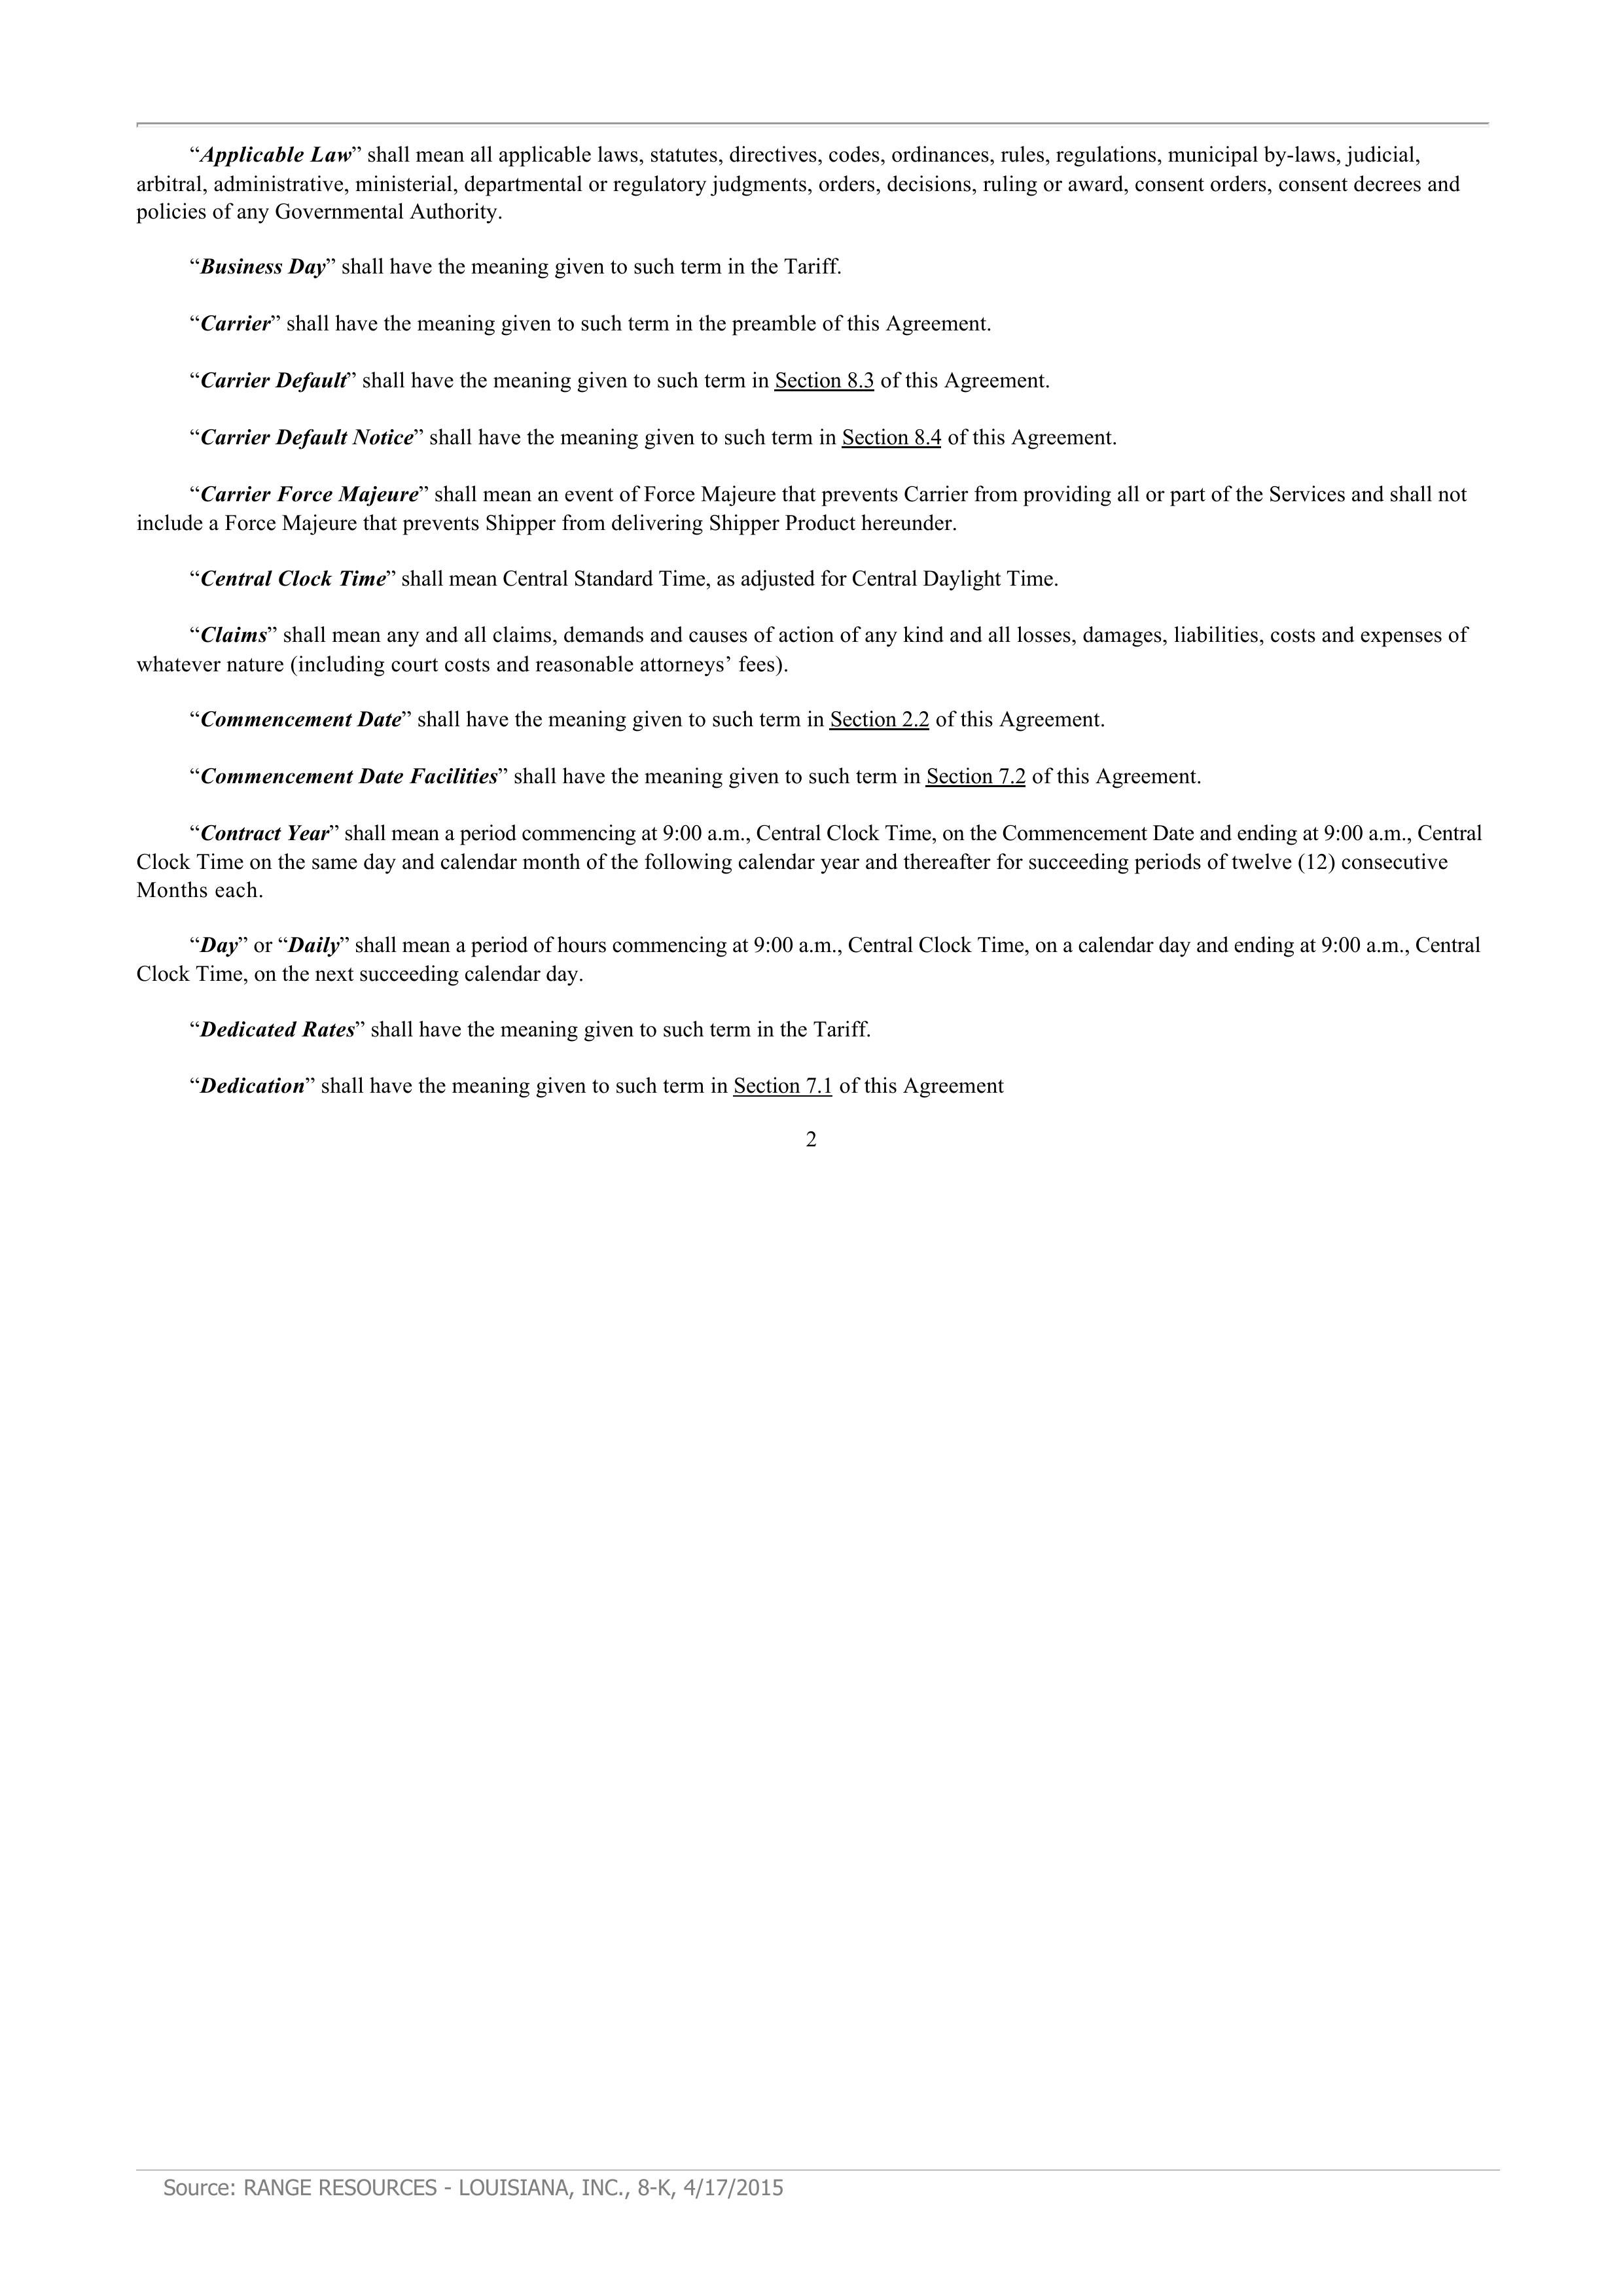 “Applicable Law” shall mean all applicable laws, statutes, directives, codes, ordinances, rules, regulations, municipal by-laws, judicial,
arbitral, administrative, ministerial, departmental or regulatory judgments, orders, decisions, ruling or award, consent orders, consent decrees and
policies of any Governmental Authority.
“Business Day” shall have the meaning given to such term in the Tariff.
“Carrier” shall have the meaning given to such term in the preamble of this Agreement.
“Carrier Default” shall have the meaning given to such term in Section 8.3 of this Agreement.
“Carrier Default Notice” shall have the meaning given to such term in Section 8.4 of this Agreement.
“Carrier Force Majeure” shall mean an event of Force Majeure that prevents Carrier from providing all or part of the Services and shall not
include a Force Majeure that prevents Shipper from delivering Shipper Product hereunder.
“Central Clock Time” shall mean Central Standard Time, as adjusted for Central Daylight Time.
“Claims” shall mean any and all claims, demands and causes of action of any kind and all losses, damages, liabilities, costs and expenses of
whatever nature (including court costs and reasonable attorneys’ fees).
“Commencement Date” shall have the meaning given to such term in Section 2.2 of this Agreement.
“Commencement Date Facilities” shall have the meaning given to such term in Section 7.2 of this Agreement.
“Contract Year” shall mean a period commencing at 9:00 a.m., Central Clock Time, on the Commencement Date and ending at 9:00 a.m., Central
Clock Time on the same day and calendar month of the following calendar year and thereafter for succeeding periods of twelve (12) consecutive
Months each.
“Day” or “Daily” shall mean a period of hours commencing at 9:00 a.m., Central Clock Time, on a calendar day and ending at 9:00 a.m., Central
Clock Time, on the next succeeding calendar day.
“Dedicated Rates” shall have the meaning given to such term in the Tariff.
“Dedication” shall have the meaning given to such term in Section 7.1 of this Agreement
2
Source: RANGE RESOURCES - LOUISIANA, INC., 8-K, 4/17/2015